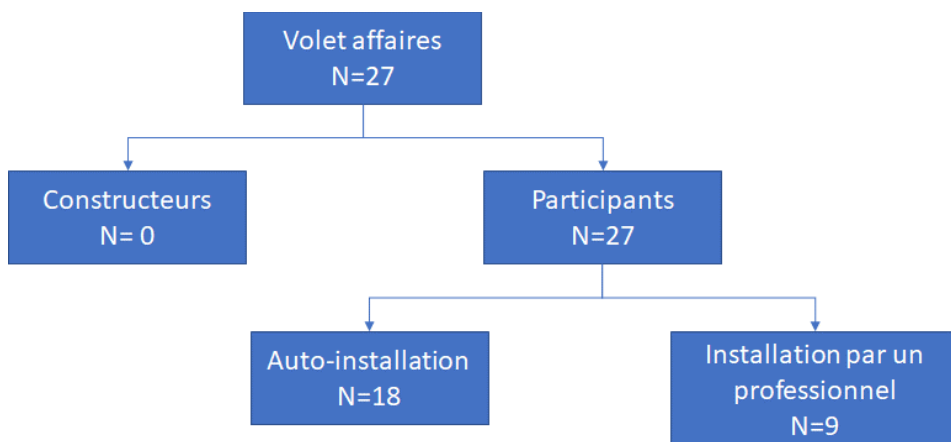 Volet affaires
N=27
Constructeurs
N= 0
Participants
N=27
Auto-installation
N=18
Installation par un
professionnel
N=9